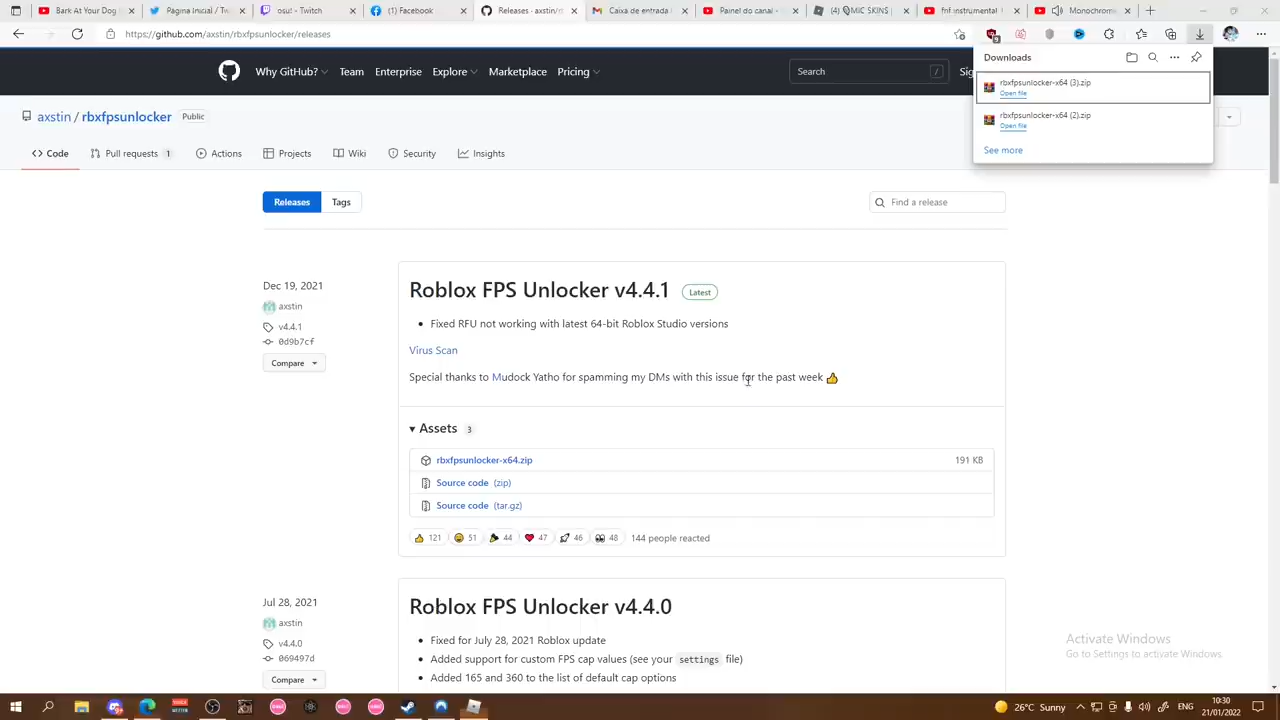 Back At Your Dog
Página Inicial / Tw
osut - Twitch
Facebook
Releases · axstin/r
Caixa de entrada
Painel do canal -
(4) @MIC SKINS
fnf instrumental
Monochrome
https://github.com/axstin/rbxfpsunlocker/releases
9
Why GitHub?
Team
Enterprise
Explore
Marketplace
Pricing
Search
/
Downloads
rbxfpsunlocker-x64 (3).zip
Open file
rbxfpsunlocker-x64 (2).zip
Open file
See more
axstin / rbxfpsunlocker
Public
Code
Pull requests 1
Actions
Wiki
Security
Insights
Releases
Tags
Find a release
Dec 19, 2021
axstin
v4.4.1
0d9b7cf
Compare
Roblox FPS Unlocker v4.4.1
Latest
• Fixed RFU not working with latest 64-bit Roblox Studio versions
Virus Scan
Special thanks to Mudock Yatho for spamming my DMs with this issue for the past week 👍
Assets 3
rbxfpsunlocker-x64.zip
191 KB
Source code (zip)
Source code (tar.gz)
121 51 44 47 46 48 144 people reacted
Jul 28, 2021
axstin
v4.4.0
069497d
Compare
Roblox FPS Unlocker v4.4.0
• Fixed for July 28, 2021 Roblox update
• Added support for custom FPS cap values (see your settings file)
• Added 165 and 360 to the list of default cap options
Activate Windows
Go to Settings to activate Windows.
26°C Sunny
10:30
21/01/2022